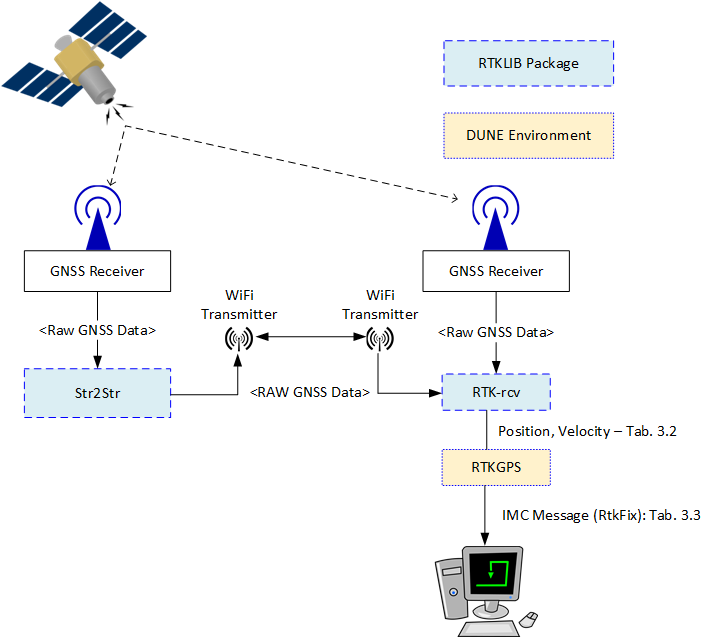 RTKLIB Package
DUNE Environment
GNSS Receiver
GNSS Receiver
WiFi
Transmitter
WiFi
Transmitter
<Raw GNSS Data>
<Raw GNSS Data>
Str2Str
<RAW GNSS Data>
RTK-rcv
Position, Velocity – Tab. 3.2
RTKGPS
IMC Message (RtkFix): Tab. 3.3